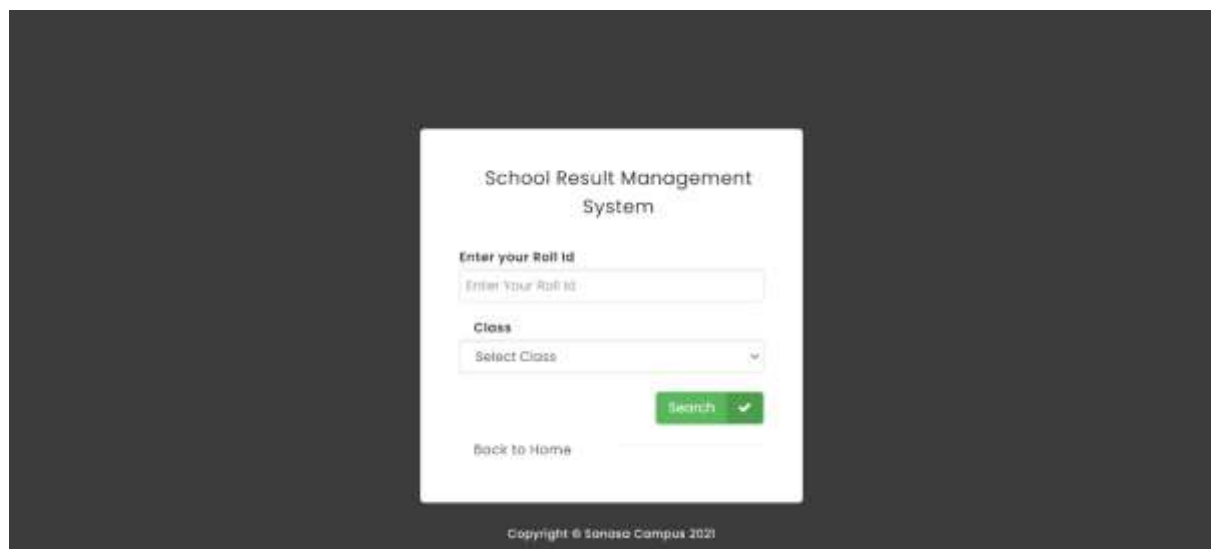 School Result Management
System
Enter your Roll Id
Enter Your Roll Id
Class
Select Class
Search
Back to Home
Copyright © Sanasa Campus 2021